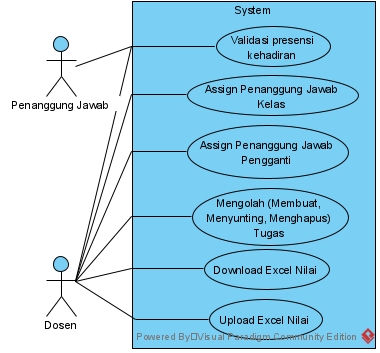 System
Validasi presensi
kehadiran
Penanggung Jawab
Assign Penanggung Jawab
Kelas
Assign Penanggung Jawab
Pengganti
Mengolah (Membuat,
Menyunting, Menghapus)
Tugas
Download Excel Nilai
Dosen
Upload Excel Nilai
Powered By Visual Paradigm Community Edition